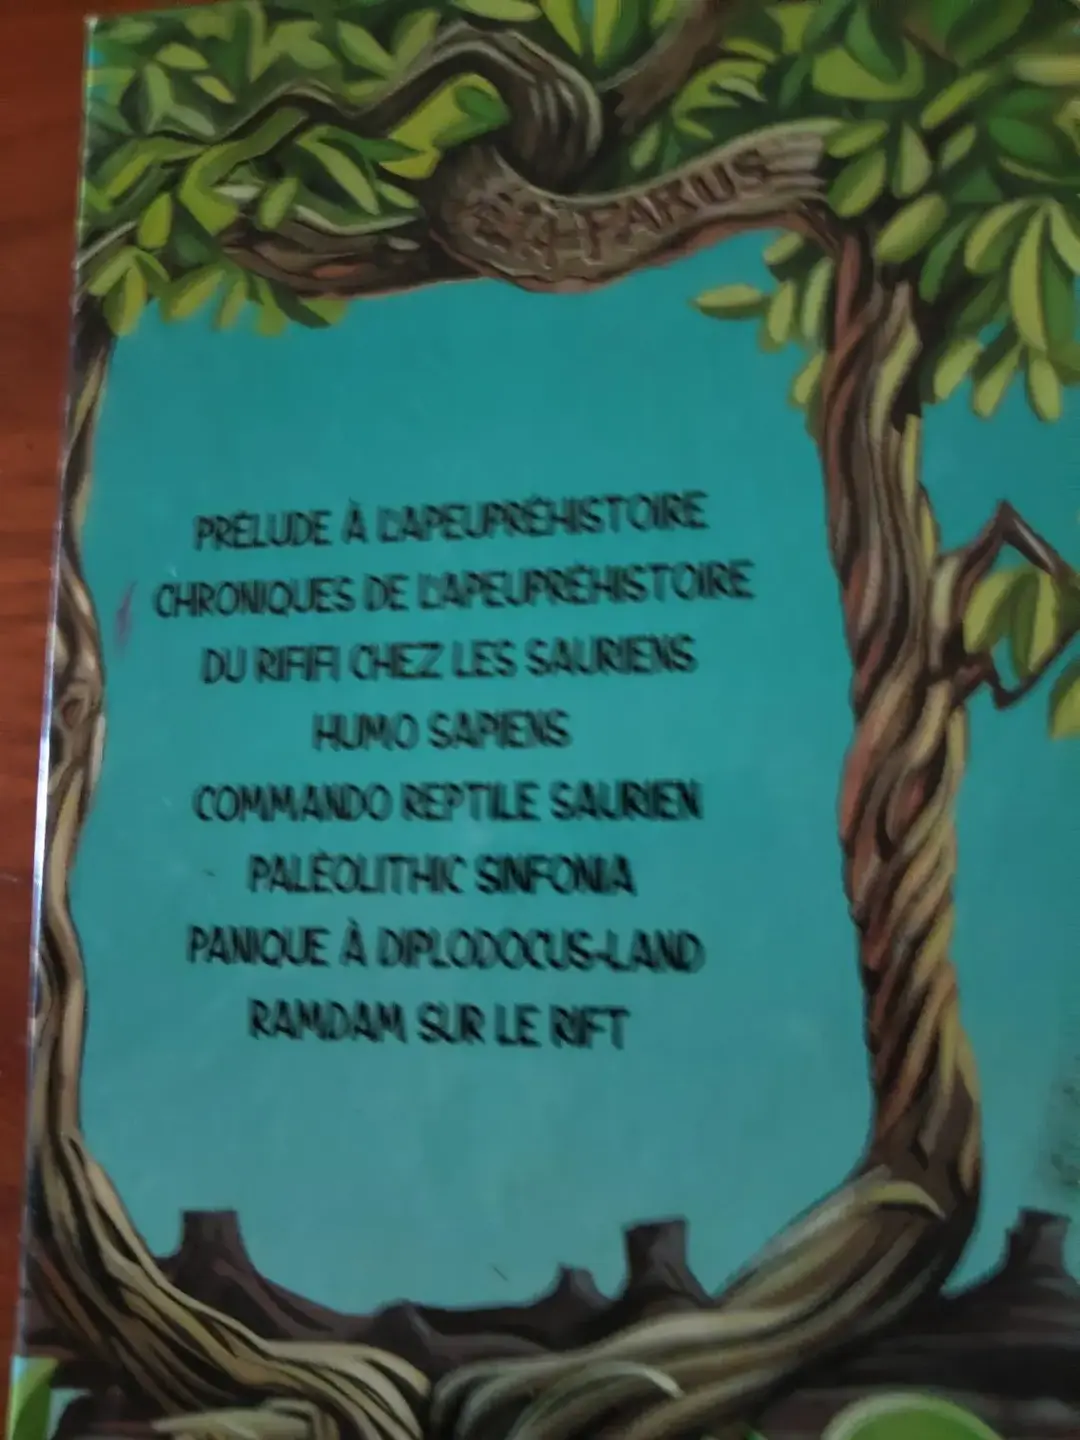 PARUS
PRÉLUDE À L'APEUPRÉHISTOIRE
CHRONIQUES DE L'APEUPRÉHISTOIRE
DU RIFIFI CHEZ LES SAURIENS
HUMO SAPIENS
COMMANDO REPTILE SAURIEN
PALÉOLITHIC SINFONIA
PANIQUE À DIPLODOCUS-LAND
RAMDAM SUR LE RIFT